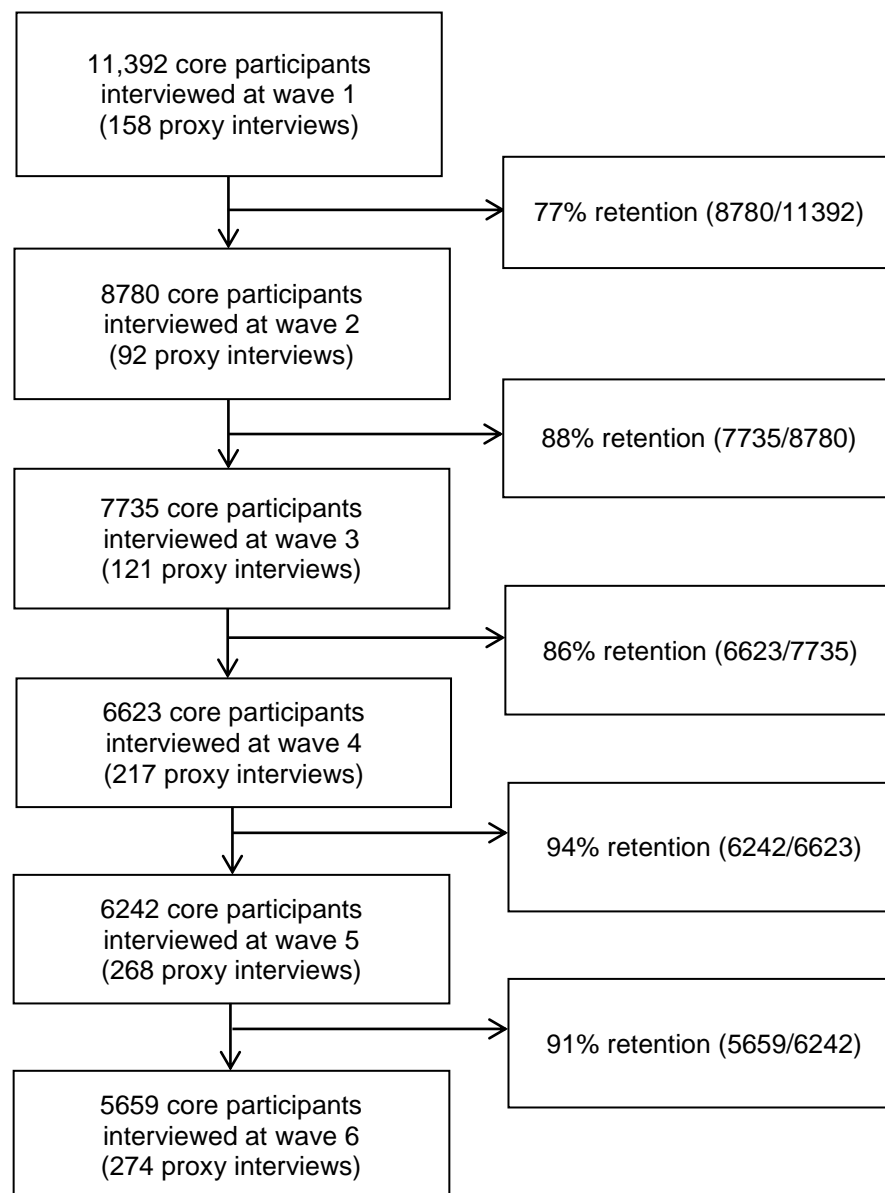 11,392 core participants
interviewed at wave 1
(158 proxy interviews)
77% retention (8780/11392)
8780 core participants
interviewed at wave 2
(92 proxy interviews)
88% retention (7735/8780)
7735 core participants
interviewed at wave 3
(121 proxy interviews)
86% retention (6623/7735)
6623 core participants
interviewed at wave 4
(217 proxy interviews)
94% retention (6242/6623)
6242 core participants
interviewed at wave 5
(268 proxy interviews)
91% retention (5659/6242)
5659 core participants
interviewed at wave 6
(274 proxy interviews)